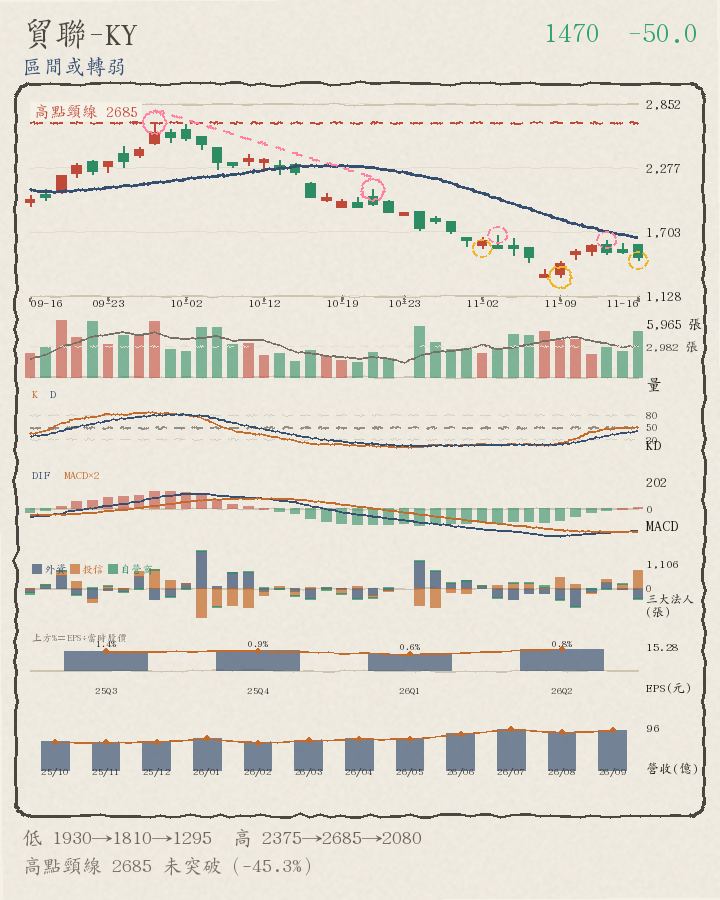 貿聯-KY
1470 -50.0
區間或轉弱
高點頸線 2685
2,852
2,277
1,703
1,128
09-16 09-23 10-02 10-12 10-19 10-23 11-02 11-09 11-16
5,965 張
2,982 張
量
K D
80
50
20
KD
DIF MACD×2
202
0
MACD
外資 投信 自營商
1,106
0
三大法人
(張)
上方%=EPS÷當時股價
1.4% 0.9% 0.6% 0.8%
15.28
25Q3 25Q4 26Q1 26Q2
EPS(元)
96
25/10 25/11 25/12 26/01 26/02 26/03 26/04 26/05 26/06 26/07 26/08 26/09
營收(億)
低 1930→1810→1295 高 2375→2685→2080
高點頸線 2685 未突破 (-45.3%)